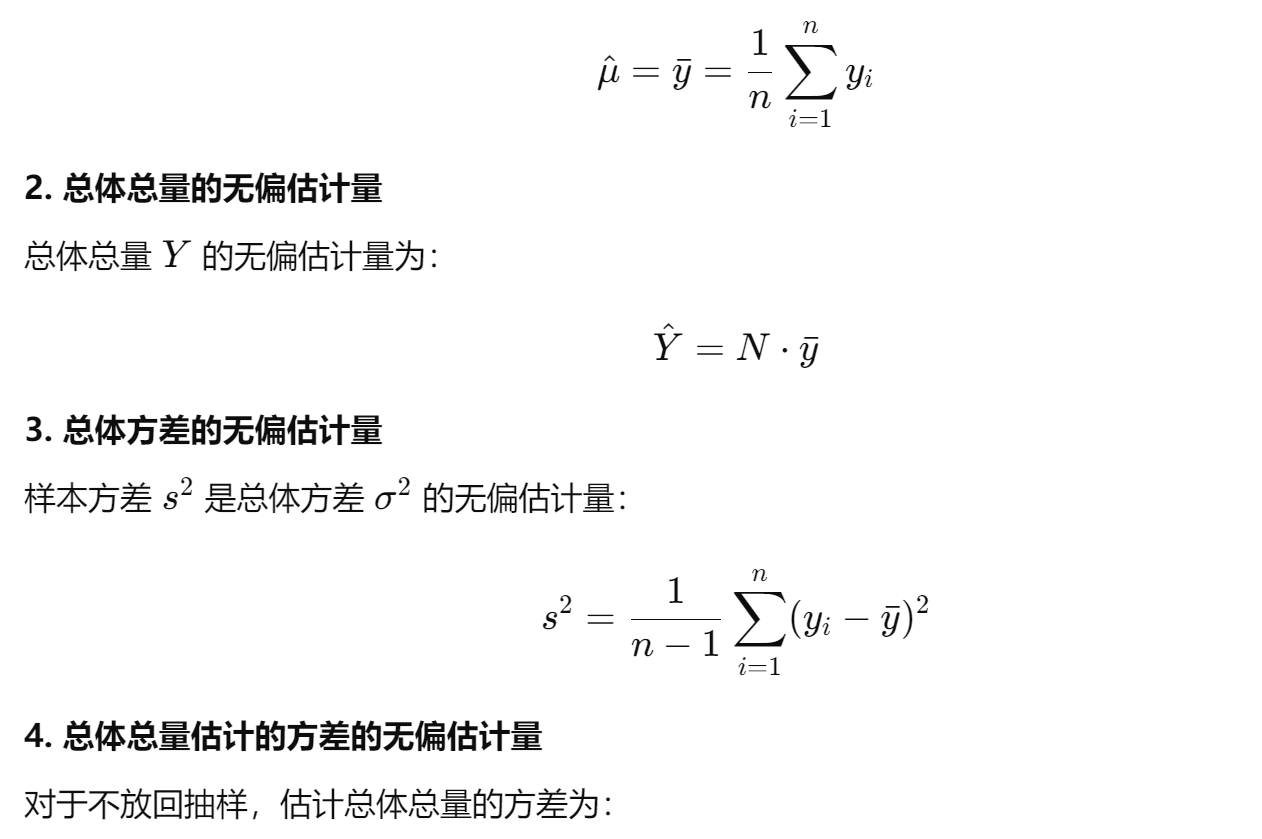 $$\hat{\mu} = \bar{y} = \frac{1}{n} \sum_{i=1}^{n} y_i$$
2. 总体总量的无偏估计量
总体总量 $Y$ 的无偏估计量为：
$$\hat{Y} = N \cdot \bar{y}$$
3. 总体方差的无偏估计量
样本方差 $s^2$ 是总体方差 $\sigma^2$ 的无偏估计量：
$$s^2 = \frac{1}{n-1} \sum_{i=1}^{n} (y_i - \bar{y})^2$$
4. 总体总量估计的方差的无偏估计量
对于不放回抽样，估计总体总量的方差为：